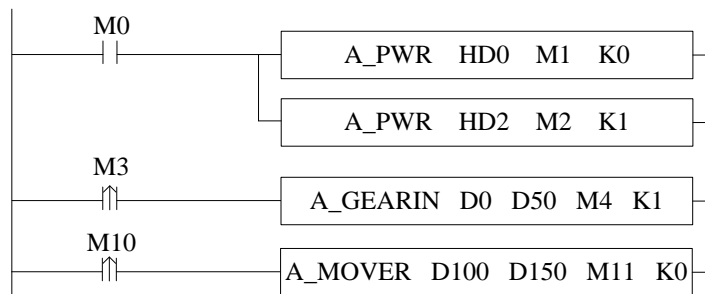 M0
A_PWR HD0 M1 K0
A_PWR HD2 M2 K1
M3
A_GEARIN D0 D50 M4 K1
M10
A_MOVER D100 D150 M11 K0